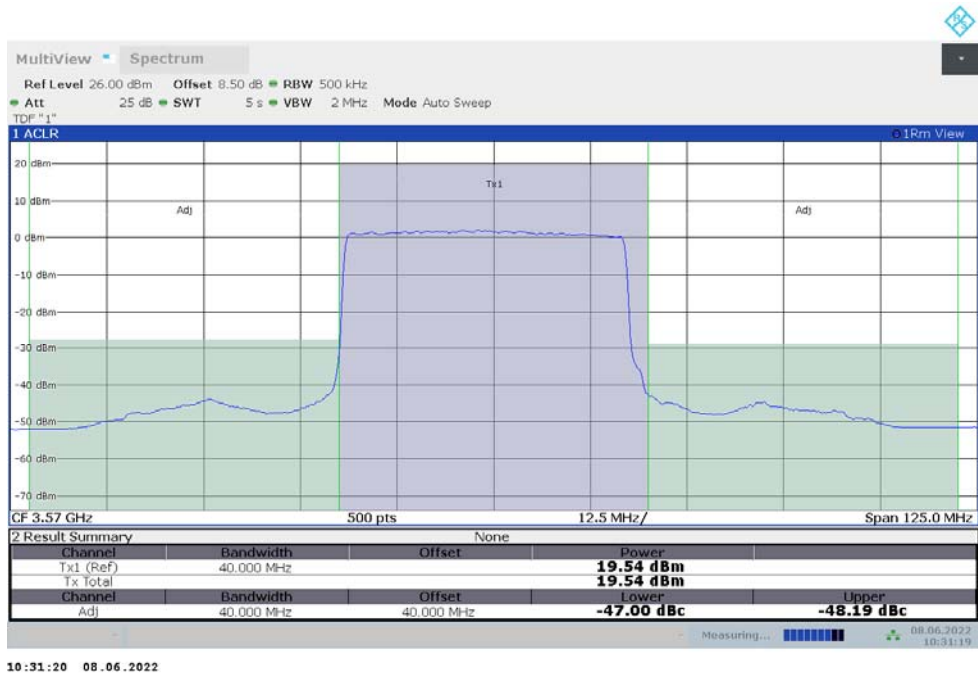 R S
MultiView Spectrum
Ref Level 26.00 dBm Offset 8.50 dB RBW 500 kHz
Att 25 dB SWT 5 s VBW 2 MHz Mode Auto Sweep
TDF "1"
1 ACLR 1Rm View
20 dBm
Tx1
10 dBm
Adj Adj
0 dBm
-10 dBm
-20 dBm
-30 dBm
-40 dBm
-50 dBm
-60 dBm
-70 dBm
CF 3.57 GHz 500 pts 12.5 MHz/ Span 125.0 MHz
2 Result Summary None
Channel Bandwidth Offset Power
Tx1 (Ref) 40.000 MHz 19.54 dBm
Tx Total 19.54 dBm
Channel Bandwidth Offset Lower Upper
Adj 40.000 MHz 40.000 MHz -47.00 dBc -48.19 dBc
Measuring... 08.06.2022
10:31:19
10:31:20 08.06.2022